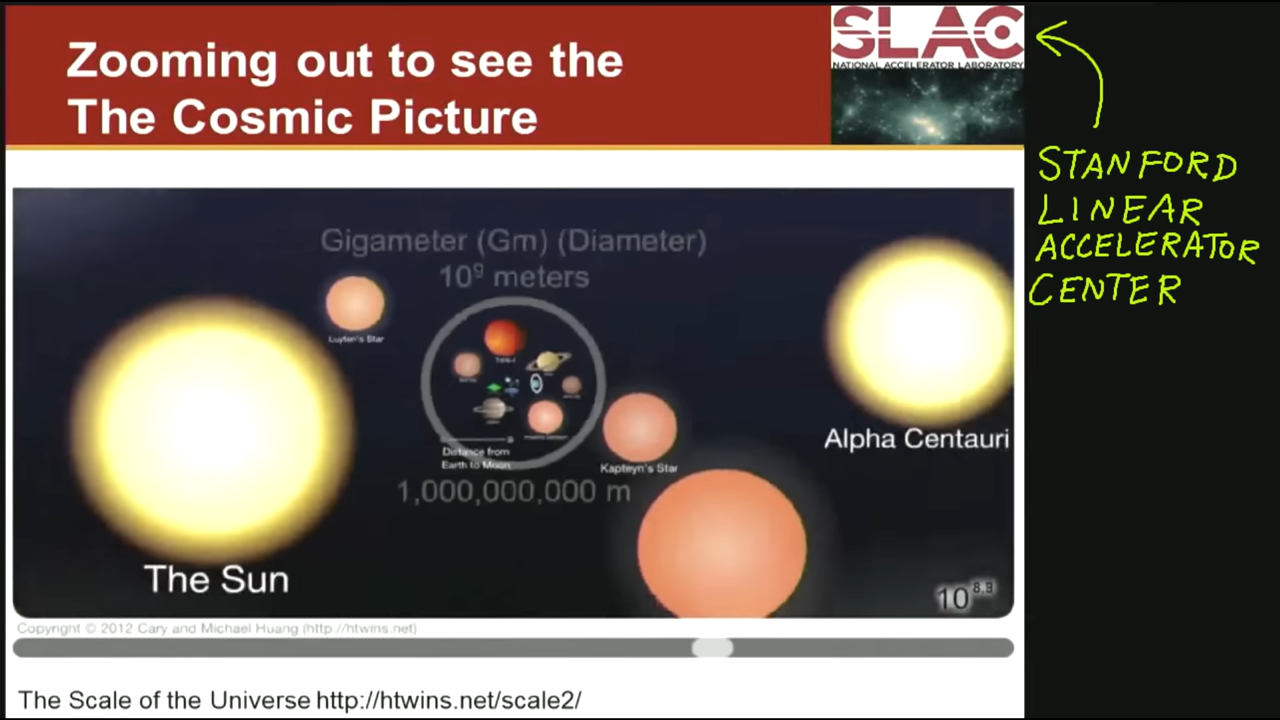 Zooming out to see the
The Cosmic Picture
SLAC
NATIONAL ACCELERATOR LABORATORY
STANFORD
LINEAR
ACCELERATOR
CENTER
Gigameter (Gm) (Diameter)
10⁹ meters
Luyten's Star
Distance from
Earth to Moon
Kapteyn's Star
1,000,000,000 m
Alpha Centauri
The Sun
10⁸·³
Copyright © 2012 Cary and Michael Huang (http://htwins.net)
The Scale of the Universe http://htwins.net/scale2/